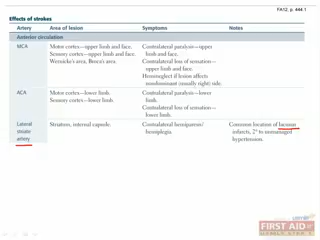 FA12, p. 444.1
Effects of strokes
Artery Area of lesion Symptoms Notes
Anterior circulation
MCA Motor cortex—upper limb and face. Contralateral paralysis—upper
Sensory cortex—upper limb and face. limb and face.
Wernicke's area, Broca's area. Contralateral loss of sensation—
upper limb and face.
Hemineglect if lesion affects
nondominant (usually right) side.
ACA Motor cortex—lower limb. Contralateral paralysis—lower
Sensory cortex—lower limb. limb.
Contralateral loss of sensation—
lower limb.
Lateral Striatum, internal capsule. Contralateral hemiparesis/ Common location of lacunar
striate hemiplegia. infarcts, 2° to unmanaged
artery hypertension.
FIRST AID